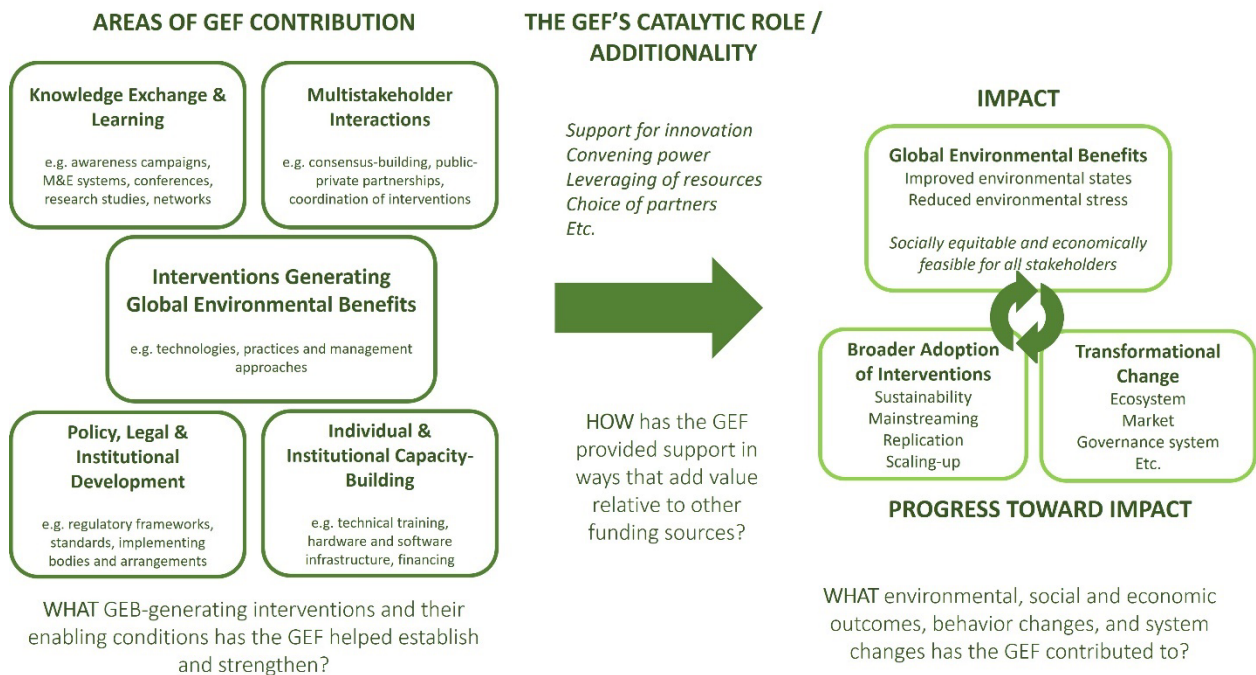 AREAS OF GEF CONTRIBUTION
Knowledge Exchange &
Learning
e.g. awareness campaigns,
M&E systems, conferences,
research studies, networks
Multistakeholder
Interactions
e.g. consensus-building, public-
private partnerships,
coordination of interventions
Interventions Generating
Global Environmental Benefits
e.g. technologies, practices and management
approaches
Policy, Legal &
Institutional
Development
e.g. regulatory frameworks,
standards, implementing
bodies and arrangements
Individual &
Institutional Capacity-
Building
e.g. technical training,
hardware and software
infrastructure, financing
WHAT GEB-generating interventions and their
enabling conditions has the GEF helped establish
and strengthen?
THE GEF'S CATALYTIC ROLE /
ADDITIONALITY
Support for innovation
Convening power
Leveraging of resources
Choice of partners
Etc.
HOW has the GEF
provided support in
ways that add value
relative to other
funding sources?
IMPACT
Global Environmental Benefits
Improved environmental states
Reduced environmental stress
Socially equitable and economically
feasible for all stakeholders
Broader Adoption
of Interventions
Sustainability
Mainstreaming
Replication
Scaling-up
Transformational
Change
Ecosystem
Market
Governance system
Etc.
PROGRESS TOWARD IMPACT
WHAT environmental, social and economic
outcomes, behavior changes, and system
changes has the GEF contributed to?